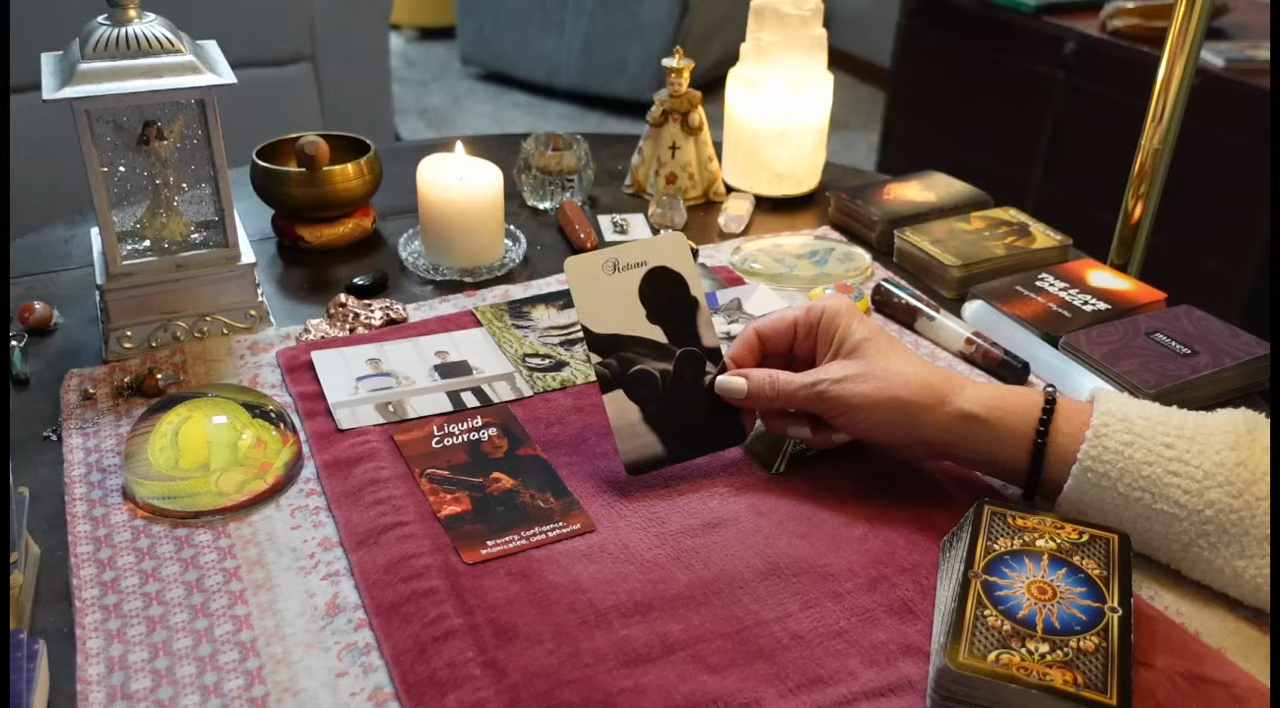 Retian
Liquid
Courage
Bravery, Confidence,
Intoxicated, Odd Behavior
THE LOVE
ORACLE